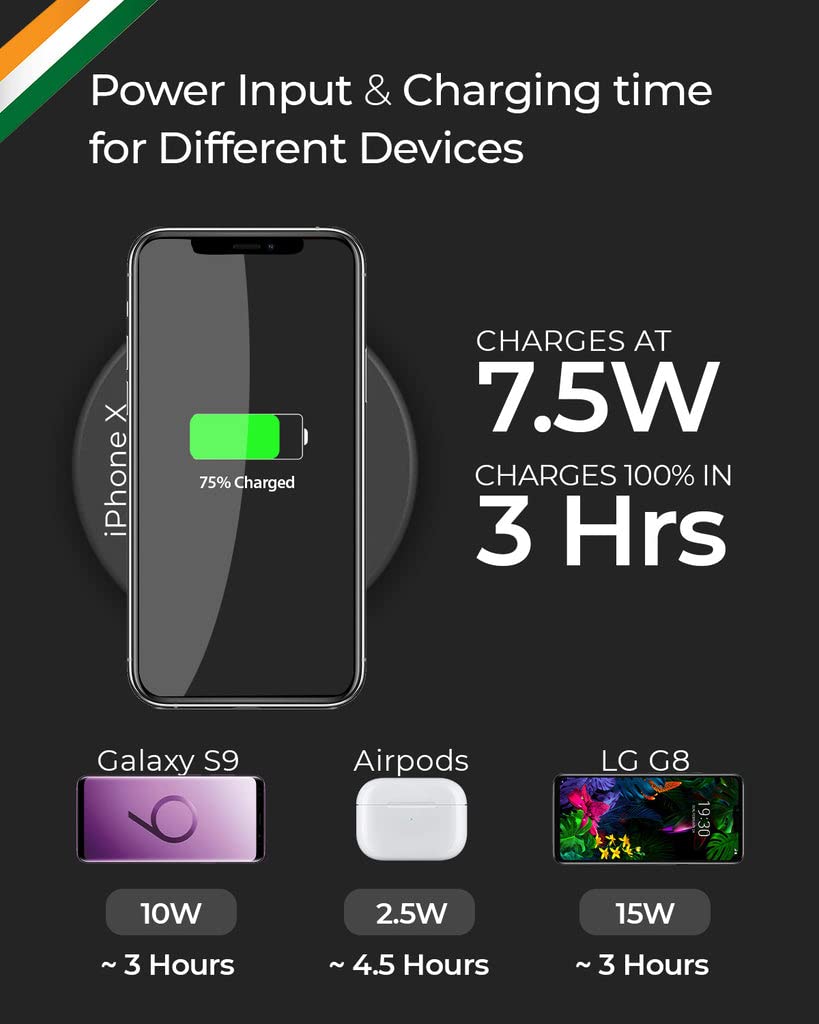 Power Input & Charging time
for Different Devices
iPhone X
75% Charged
CHARGES AT
7.5W
CHARGES 100% IN
3 Hrs
Galaxy S9
Airpods
LG G8
9
19:30
10W
2.5W
15W
~ 3 Hours
~ 4.5 Hours
~ 3 Hours